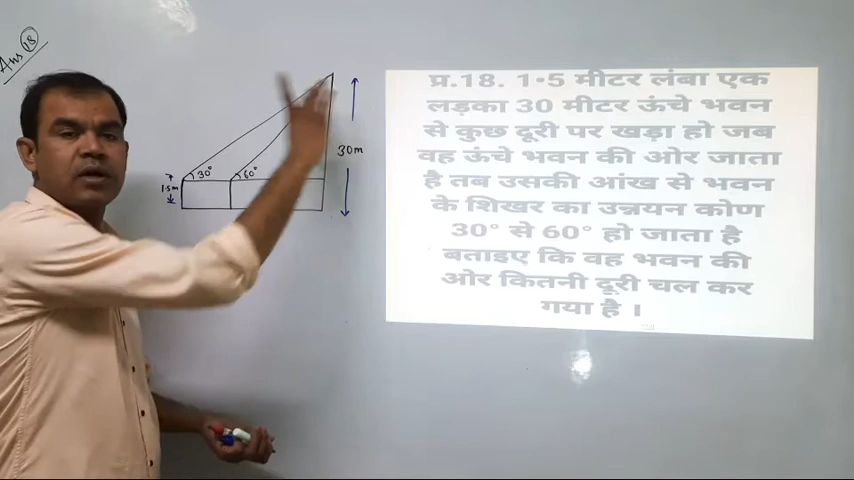 Ans 18
प्र.18. 1•5 मीटर लंबा एक
लड़का 30 मीटर ऊंचे भवन
से कुछ दूरी पर खड़ा हो जब
वह ऊंचे भवन की ओर जाता
है तब उसकी आंख से भवन
के शिखर का उन्नयन कोण
30° से 60° हो जाता है
बताइए कि वह भवन की
ओर कितनी दूरी चल कर
गया है ।
30m
30°
60°
1.5m